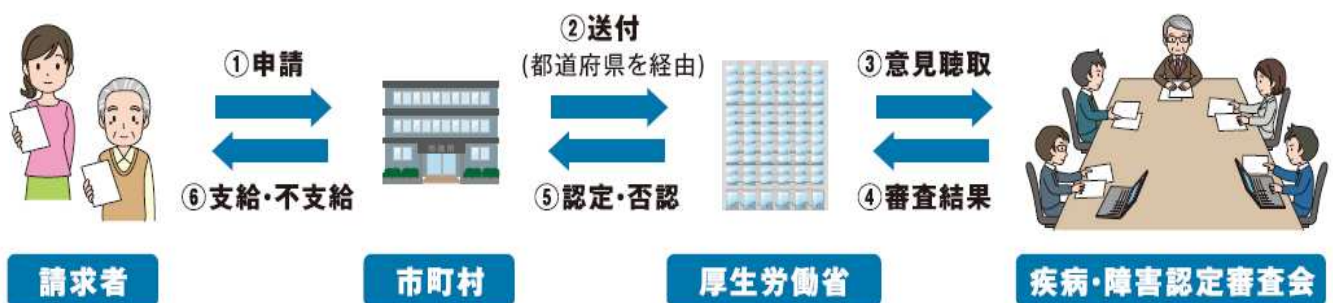 ①申請
②送付
(都道府県を経由)
③意見聴取
⑥支給・不支給
⑤認定・否認
④審査結果
請求者
市町村
厚生労働省
疾病・障害認定審査会